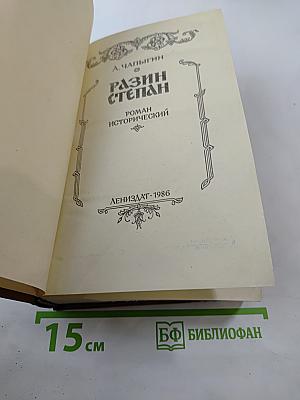 А. ЧАПЫГИН
РАЗИН
СТЕПАН
РОМАН
ИСТОРИЧЕСКИЙ
ЛЕНИЗДАТ·1986
15 см
БФ БИБЛИОФАН